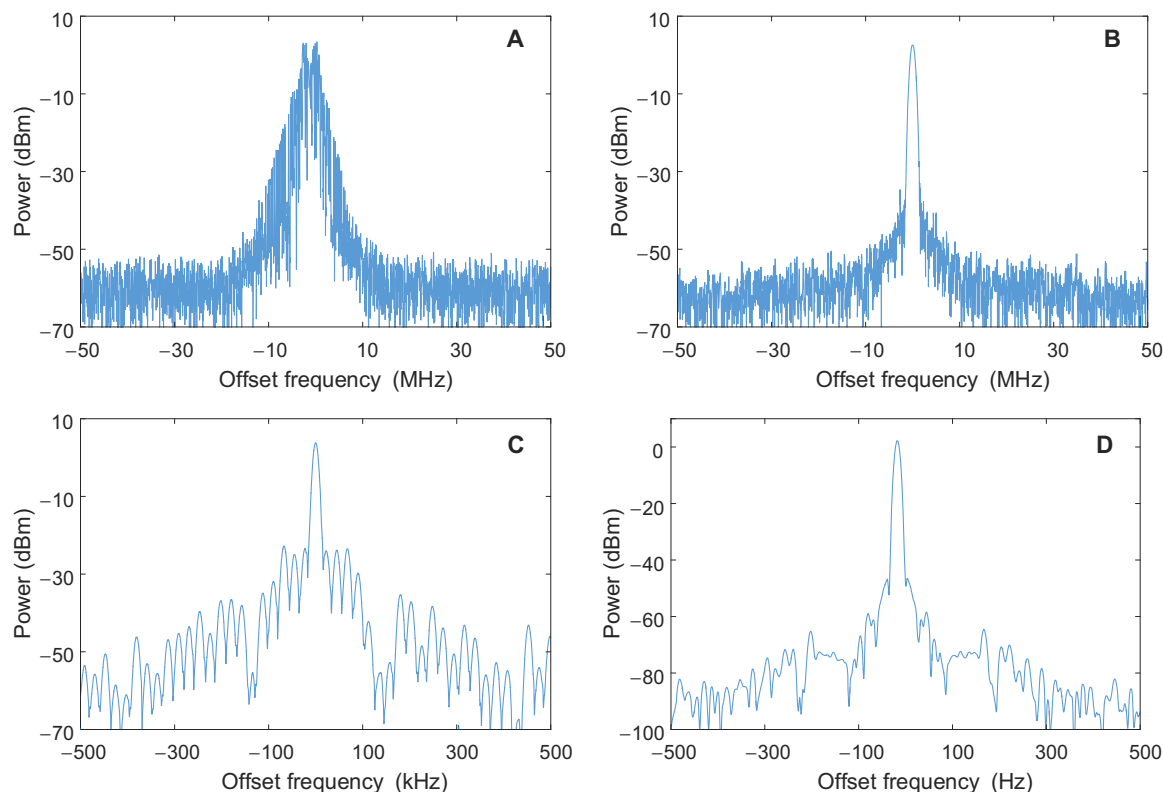 A
10
−10
−30
−50
−70
Power (dBm)
−50 −30 −10 10 30 50
Offset frequency (MHz)
B
10
−10
−30
−50
−70
Power (dBm)
−50 −30 −10 10 30 50
Offset frequency (MHz)
C
10
−10
−30
−50
−70
Power (dBm)
−500 −300 −100 100 300 500
Offset frequency (kHz)
D
0
−20
−40
−60
−80
−100
Power (dBm)
−500 −300 −100 100 300 500
Offset frequency (Hz)